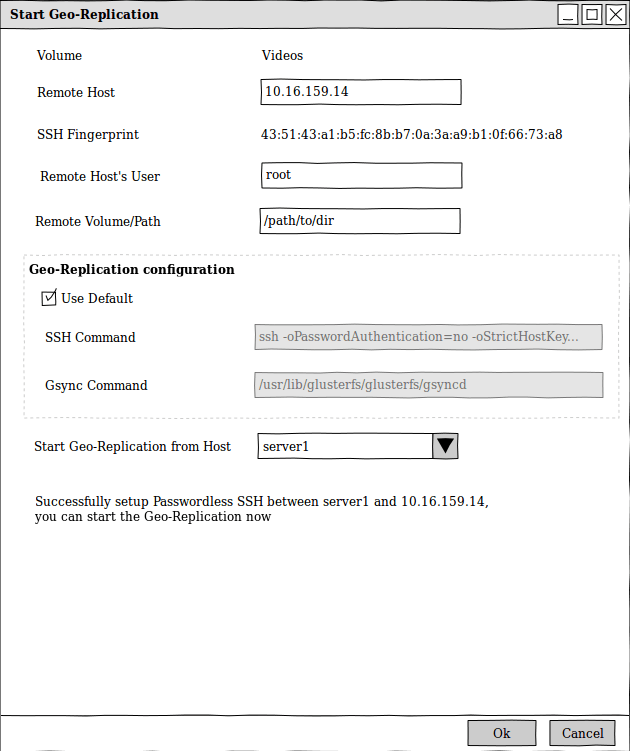 Start Geo-Replication
Volume Videos
Remote Host 10.16.159.14
SSH Fingerprint 43:51:43:a1:b5:fc:8b:b7:0a:3a:a9:b1:0f:66:73:a8
Remote Host's User root
Remote Volume/Path /path/to/dir
Geo-Replication configuration
Use Default
SSH Command ssh -oPasswordAuthentication=no -oStrictHostKey...
Gsync Command /usr/lib/glusterfs/glusterfs/gsyncd
Start Geo-Replication from Host server1
Successfully setup Passwordless SSH between server1 and 10.16.159.14,
you can start the Geo-Replication now
Ok Cancel